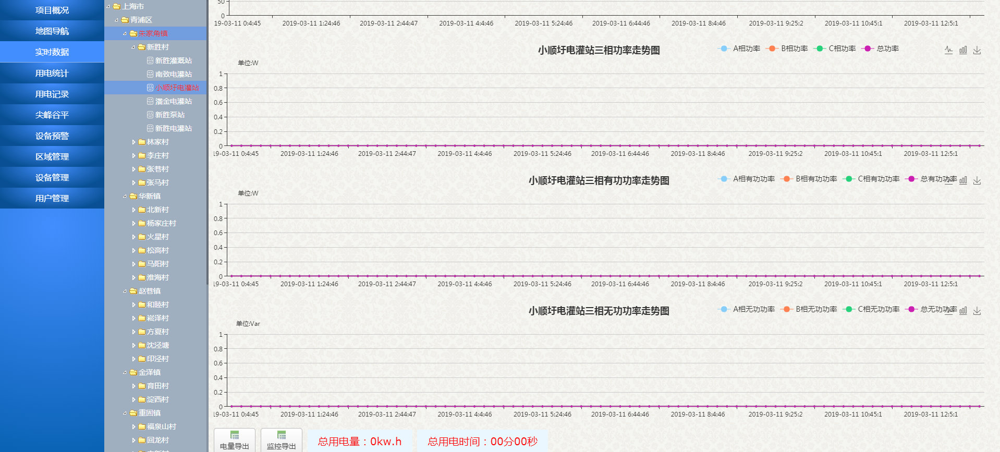 项目概况
地图导航
实时数据
用电统计
用电记录
尖峰谷平
设备预警
区域管理
设备管理
用户管理
上海市
青浦区
朱家角镇
新胜村
新胜灌溉站
南致电灌站
小顺圩电灌站
潘金电灌站
新胜泵站
新胜电灌站
林家村
李庄村
张巷村
张马村
华新镇
北新村
杨家庄村
火星村
松高村
马阳村
淮海村
赵巷镇
和睦村
崧泽村
方夏村
沈泾塘
印泾村
金泽镇
育田村
淀西村
重固镇
福泉山村
回龙村
50
0
19-03-11 0:4:45 2019-03-11 1:24:46 2019-03-11 2:44:47 2019-03-11 4:4:46 2019-03-11 5:24:46 2019-03-11 6:44:46 2019-03-11 8:4:46 2019-03-11 9:25:2 2019-03-11 10:45:1 2019-03-11 12:5:1
小顺圩电灌站三相功率走势图
A相功率 B相功率 C相功率 总功率
单位:W
1
0.8
0.6
0.4
0.2
0
19-03-11 0:4:45 2019-03-11 1:24:46 2019-03-11 2:44:47 2019-03-11 4:4:46 2019-03-11 5:24:46 2019-03-11 6:44:46 2019-03-11 8:4:46 2019-03-11 9:25:2 2019-03-11 10:45:1 2019-03-11 12:5:1
小顺圩电灌站三相有功功率走势图
A相有功功率 B相有功功率 C相有功功率 总有功功率
单位:W
1
0.8
0.6
0.4
0.2
0
19-03-11 0:4:45 2019-03-11 1:24:46 2019-03-11 2:44:47 2019-03-11 4:4:46 2019-03-11 5:24:46 2019-03-11 6:44:46 2019-03-11 8:4:46 2019-03-11 9:25:2 2019-03-11 10:45:1 2019-03-11 12:5:1
小顺圩电灌站三相无功功率走势图
A相无功功率 B相无功功率 C相无功功率 总无功功率
单位:Var
1
0.8
0.6
0.4
0.2
0
19-03-11 0:4:45 2019-03-11 1:24:46 2019-03-11 2:44:47 2019-03-11 4:4:46 2019-03-11 5:24:46 2019-03-11 6:44:46 2019-03-11 8:4:46 2019-03-11 9:25:2 2019-03-11 10:45:1 2019-03-11 12:5:1
电量导出 监控导出 总用电量：0kw.h 总用电时间：00分00秒